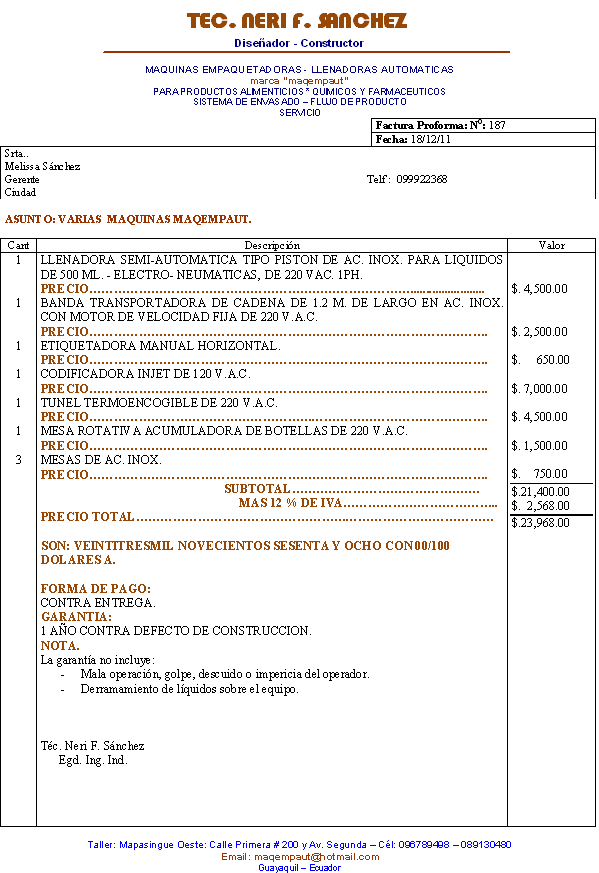 TEC. NERI F. SANCHEZ
Diseñador - Constructor
MAQUINAS EMPAQUETADORAS - LLENADORAS AUTOMATICAS
marca "maqempaut"
PARA PRODUCTOS ALIMENTICIOS * QUIMICOS Y FARMACEUTICOS
SISTEMA DE ENVASADO – FLUJO DE PRODUCTO
SERVICIO
Factura Proforma: Nº: 187
Fecha: 18/12/11
Srta..
Melissa Sánchez
Gerente Telf : 099922368
Ciudad
ASUNTO: VARIAS MAQUINAS MAQEMPAUT.
Cant Descripción Valor
1 LLENADORA SEMI-AUTOMATICA TIPO PISTON DE AC. INOX. PARA LIQUIDOS
DE 500 ML. - ELECTRO- NEUMATICAS, DE 220 VAC. 1PH.
PRECIO.......... $. 4,500.00
1 BANDA TRANSPORTADORA DE CADENA DE 1.2 M. DE LARGO EN AC. INOX.
CON MOTOR DE VELOCIDAD FIJA DE 220 V.A.C.
PRECIO.......... $. 2,500.00
1 ETIQUETADORA MANUAL HORIZONTAL.
PRECIO.......... $. 650.00
1 CODIFICADORA INJET DE 120 V.A.C.
PRECIO.......... $. 7,000.00
1 TUNEL TERMOENCOGIBLE DE 220 V.A.C.
PRECIO.......... $. 4,500.00
1 MESA ROTATIVA ACUMULADORA DE BOTELLAS DE 220 V.A.C.
PRECIO.......... $. 1,500.00
3 MESAS DE AC. INOX.
PRECIO.......... $. 750.00
SUBTOTAL.......... $.21,400.00
MAS 12 % DE IVA.......... $. 2,568.00
PRECIO TOTAL.......... $.23,968.00
SON: VEINTITRESMIL NOVECIENTOS SESENTA Y OCHO CON 00/100
DOLARES A.
FORMA DE PAGO:
CONTRA ENTREGA.
GARANTIA:
1 AÑO CONTRA DEFECTO DE CONSTRUCCION.
NOTA.
La garantía no incluye:
- Mala operación, golpe, descuido o impericia del operador.
- Derramamiento de líquidos sobre el equipo.
Téc. Neri F. Sánchez
Egd. Ing. Ind.
Taller: Mapasingue Oeste: Calle Primera # 200 y Av. Segunda – Cél: 096789498 – 089130480
Email: maqempaut@hotmail.com
Guayaquil – Ecuador